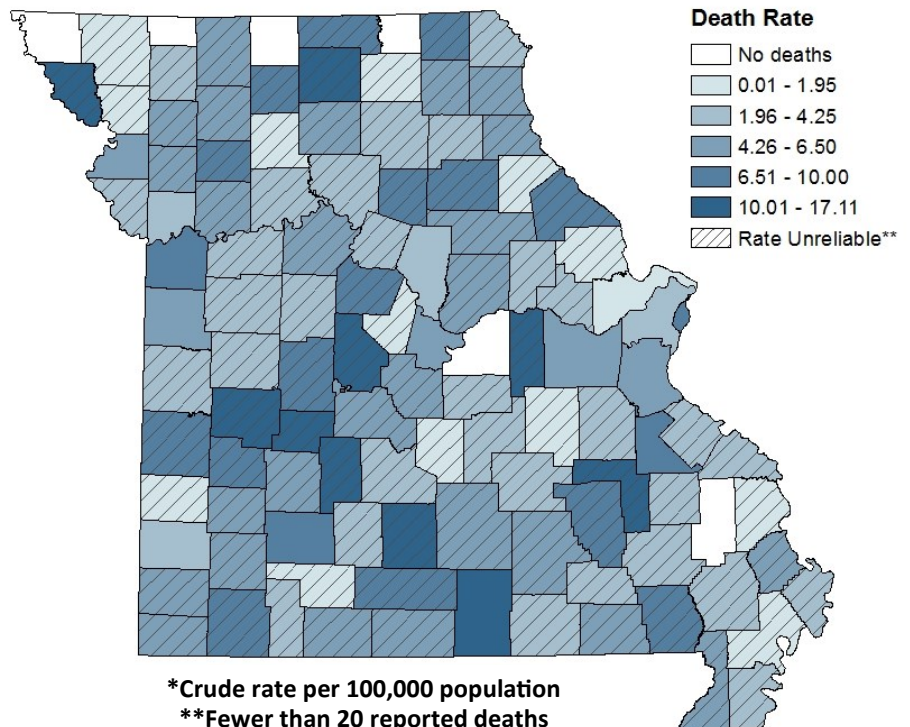 Death Rate
No deaths
0.01 - 1.95
1.96 - 4.25
4.26 - 6.50
6.51 - 10.00
10.01 - 17.11
Rate Unreliable**
*Crude rate per 100,000 population
**Fewer than 20 reported deaths